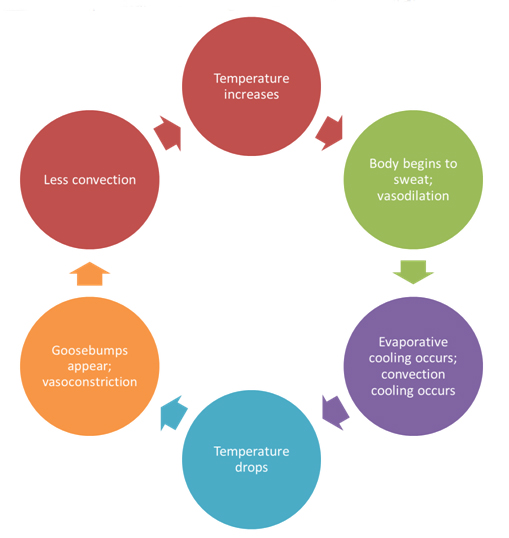 Temperature
increases
Body begins to
sweat;
vasodilation
Evaporative
cooling occurs;
convection
cooling occurs
Temperature
drops
Goosebumps
appear;
vasoconstriction
Less convection